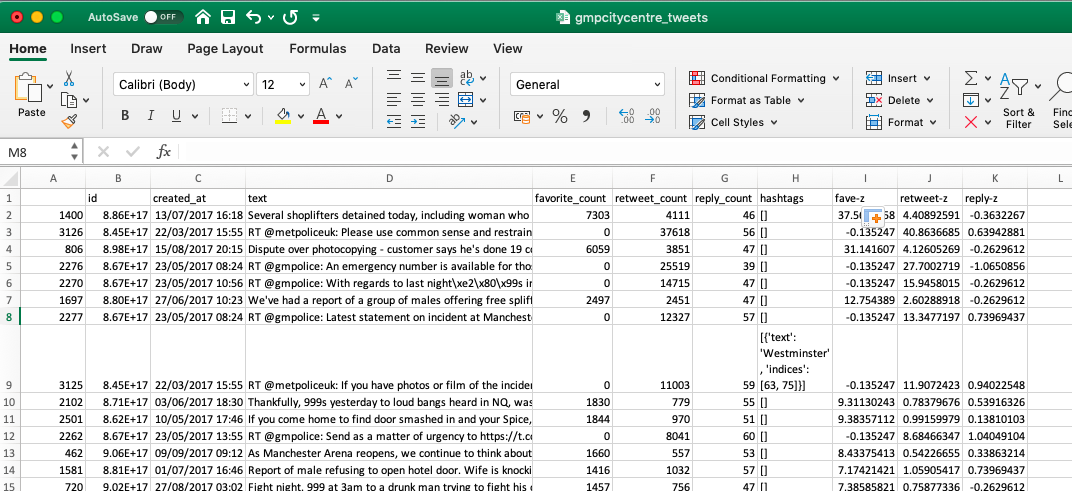 AutoSave OFF gmpcitycentre_tweets
Home Insert Draw Page Layout Formulas Data Review View
Paste Calibri (Body) 12 A A ab General Conditional Formatting Insert
Format as Table Delete
B I U A % Cell Styles Format Sort & Filter
M8 fx
A B C D E F G H I J K L
1 id created_at text favorite_count retweet_count reply_count hashtags fave-z retweet-z reply-z
2 1400 8.86E+17 13/07/2017 16:18 Several shoplifters detained today, including woman who 7303 4111 46 [] 4.40892591 -0.3632267
3 3126 8.45E+17 22/03/2017 15:55 RT @metpoliceuk: Please use common sense and restrain 0 37618 56 [] -0.135247 40.8636685 0.63942881
4 806 8.98E+17 15/08/2017 20:15 Dispute over photocopying - customer says he's done 19 c 6059 3851 47 [] 31.141607 4.12605269 -0.2629612
5 2276 8.67E+17 23/05/2017 08:24 RT @gmpolice: An emergency number is available for tho 0 25519 39 [] -0.135247 27.7002719 -1.0650856
6 2270 8.67E+17 23/05/2017 10:56 RT @gmpolice: With regards to last night\xe2\x80\x99s ir 0 14715 47 [] -0.135247 15.9458015 -0.2629612
7 1697 8.80E+17 27/06/2017 10:23 We've had a report of a group of males offering free spliff 2497 2451 47 [] 12.754389 2.60288918 -0.2629612
8 2277 8.67E+17 23/05/2017 08:24 RT @gmpolice: Latest statement on incident at Manchest 0 12327 57 [] -0.135247 13.3477197 0.73969437
[{'text':
'Westminster'
, 'indices':
9 3125 8.45E+17 22/03/2017 15:55 RT @metpoliceuk: If you have photos or film of the incider 0 11003 59 [63, 75]}] -0.135247 11.9072423 0.94022548
10 2102 8.71E+17 03/06/2017 18:30 Thankfully, 999s yesterday to loud bangs heard in NQ, was 1830 779 55 [] 9.31130243 0.78379676 0.53916326
11 2501 8.62E+17 10/05/2017 17:46 If you come home to find door smashed in and your Spice, 1844 970 51 [] 9.38357112 0.99159979 0.13810103
12 2262 8.67E+17 23/05/2017 13:55 RT @gmpolice: Send as a matter of urgency to https://t.c 0 8041 60 [] -0.135247 8.68466347 1.04049104
13 462 9.06E+17 09/09/2017 09:12 As Manchester Arena reopens, we continue to think about 1660 557 53 [] 8.43375413 0.54226655 0.33863214
14 1581 8.81E+17 01/07/2017 16:46 Report of male refusing to open hotel door. Wife is knocki 1416 1032 57 [] 7.17421421 1.05905417 0.73969437
15 720 9.02E+17 27/08/2017 03:02 Fight night. 999 at 3am to a drunk man trying to fight his 1457 756 47 [] 7.38585821 0.75877336 -0.2629612